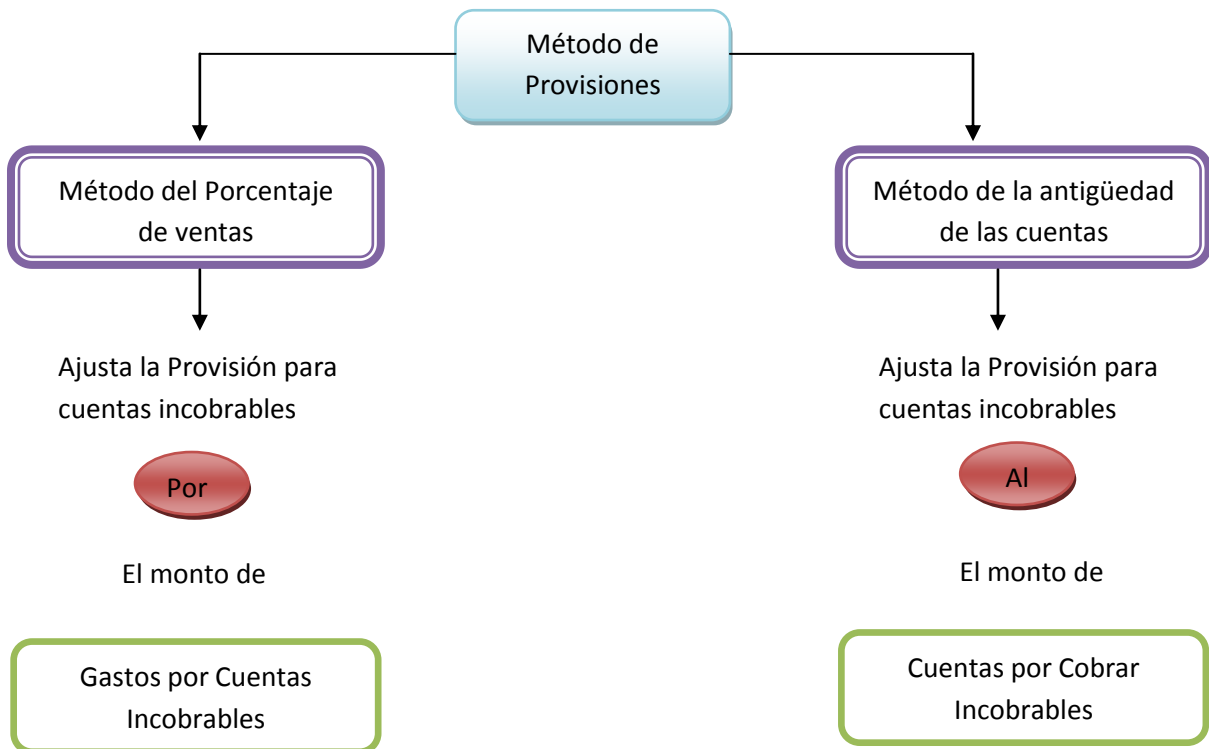 Método de
Provisiones
Método del Porcentaje
de ventas
Ajusta la Provisión para
cuentas incobrables
Por
El monto de
Gastos por Cuentas
Incobrables
Método de la antigüedad
de las cuentas
Ajusta la Provisión para
cuentas incobrables
Al
El monto de
Cuentas por Cobrar
Incobrables